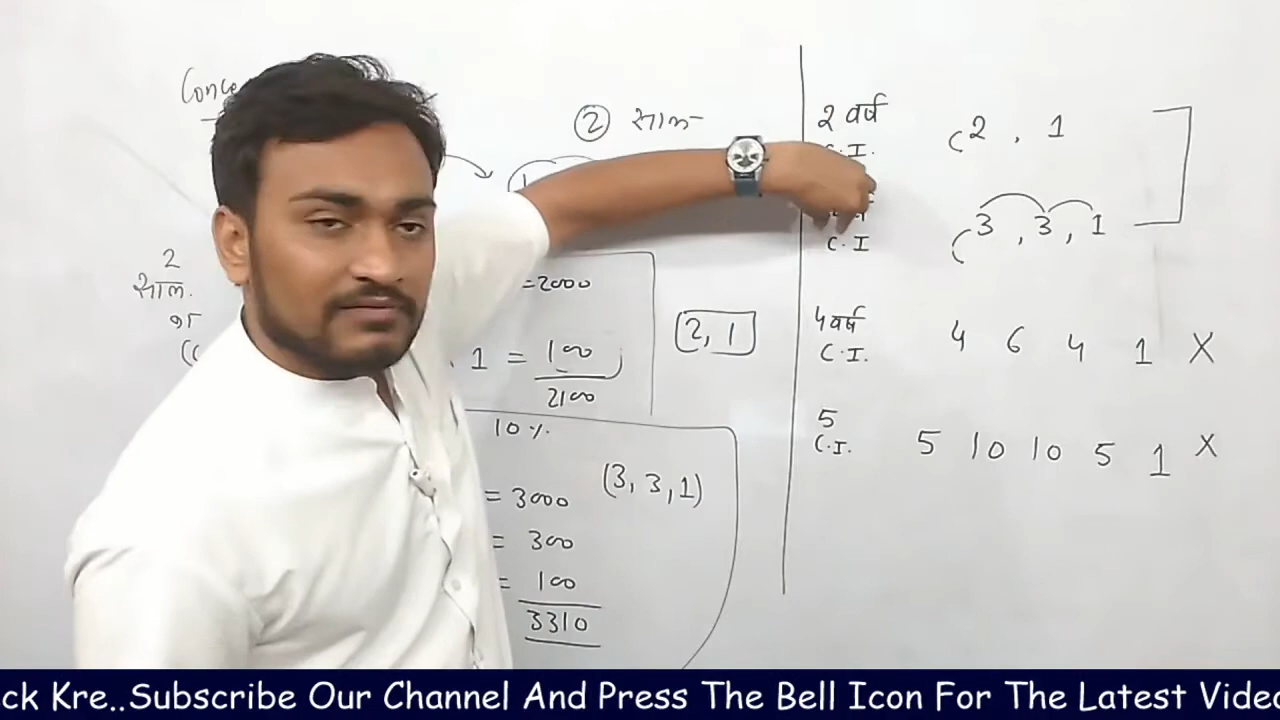 ② साल
2
साल.
= 2000
. 1 = 100
2100
2, 1
10 %.
= 3000 (3, 3, 1)
= 300
= 100
3310
2 वर्ष
C.I. (2, 1
C.I (3, 3, 1
4 वर्ष
C.I. 4 6 4 1 X
5
C.I. 5 10 10 5 1 X
ck Kre..Subscribe Our Channel And Press The Bell Icon For The Latest Video